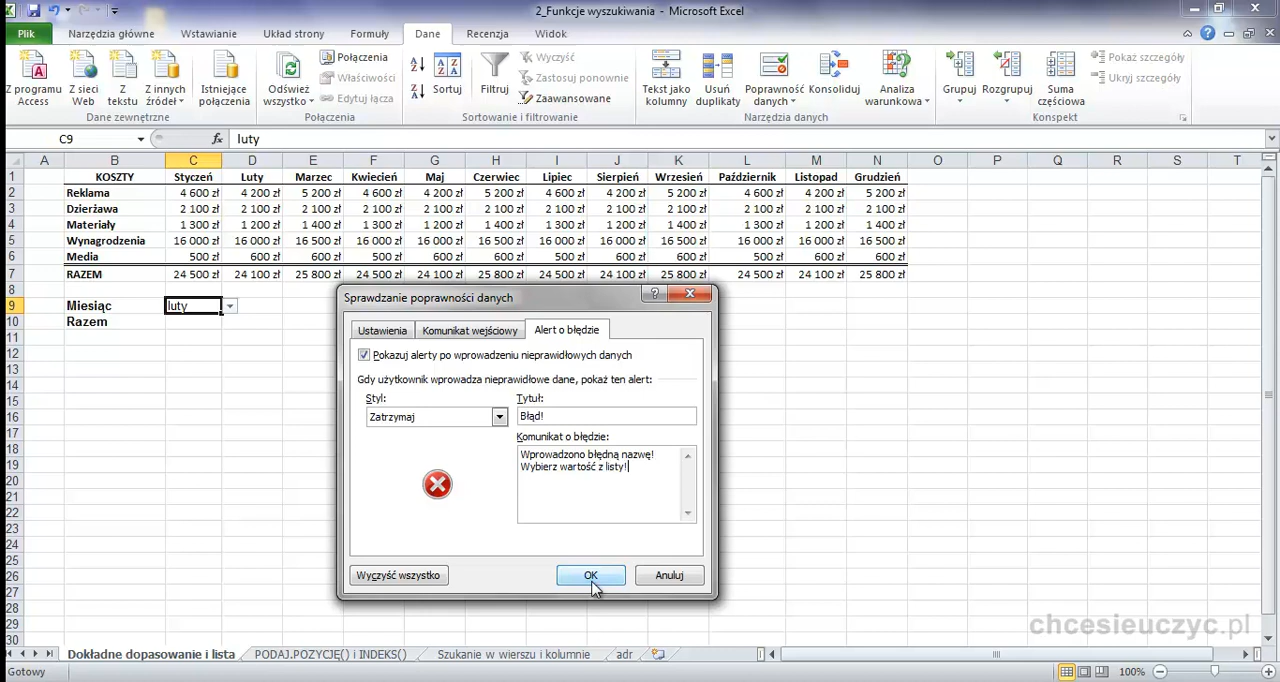 2_Funkcje wyszukiwania - Microsoft Excel
Plik Narzędzia główne Wstawianie Układ strony Formuły Dane Recenzja Widok
Z programu Access
Z sieci Web
Z tekstu
Z innych źródeł
Istniejące połączenia
Dane zewnętrzne
Odśwież wszystko
Połączenia
Właściwości
Edytuj łącza
Połączenia
Sortuj
Filtruj
Wyczyść
Zastosuj ponownie
Zaawansowane
Sortowanie i filtrowanie
Tekst jako kolumny
Usuń duplikaty
Poprawność danych
Konsoliduj
Analiza warunkowa
Narzędzia danych
Grupuj
Rozgrupuj
Suma częściowa
Pokaż szczegóły
Ukryj szczegóły
Konspekt
C9 fx luty
A B C D E F G H I J K L M N O P Q R S T
1 KOSZTY Styczeń Luty Marzec Kwiecień Maj Czerwiec Lipiec Sierpień Wrzesień Październik Listopad Grudzień
2 Reklama 4 600 zł 4 200 zł 5 200 zł 4 600 zł 4 200 zł 5 200 zł 4 600 zł 4 200 zł 5 200 zł 4 600 zł 4 200 zł 5 200 zł
3 Dzierżawa 2 100 zł 2 100 zł 2 100 zł 2 100 zł 2 100 zł 2 100 zł 2 100 zł 2 100 zł 2 100 zł 2 100 zł 2 100 zł 2 100 zł
4 Materiały 1 300 zł 1 200 zł 1 400 zł 1 300 zł 1 200 zł 1 400 zł 1 300 zł 1 200 zł 1 400 zł 1 300 zł 1 200 zł 1 400 zł
5 Wynagrodzenia 16 000 zł 16 000 zł 16 500 zł 16 000 zł 16 000 zł 16 500 zł 16 000 zł 16 000 zł 16 500 zł 16 000 zł 16 000 zł 16 500 zł
6 Media 500 zł 600 zł 600 zł 500 zł 600 zł 600 zł 500 zł 600 zł 600 zł 500 zł 600 zł 600 zł
7 RAZEM 24 500 zł 24 100 zł 25 800 zł 24 500 zł 24 100 zł 25 800 zł 24 500 zł 24 100 zł 25 800 zł 24 500 zł 24 100 zł 25 800 zł
8
9 Miesiąc luty
10 Razem
11
12
13
14
15
16
17
18
19
20
21
22
23
24
25
26
27
28
29
30
Sprawdzanie poprawności danych
Ustawienia Komunikat wejściowy Alert o błędzie
Pokazuj alerty po wprowadzeniu nieprawidłowych danych
Gdy użytkownik wprowadza nieprawidłowe dane, pokaż ten alert:
Styl: Tytuł:
Zatrzymaj Błąd!
Komunikat o błędzie:
Wprowadzono błędną nazwę!
Wybierz wartość z listy!
Wyczyść wszystko OK Anuluj
chcesieuczyc.pl
Dokładne dopasowanie i lista PODAJ.POZYCJĘ() i INDEKS() Szukanie w wierszu i kolumnie adr
Gotowy 100%